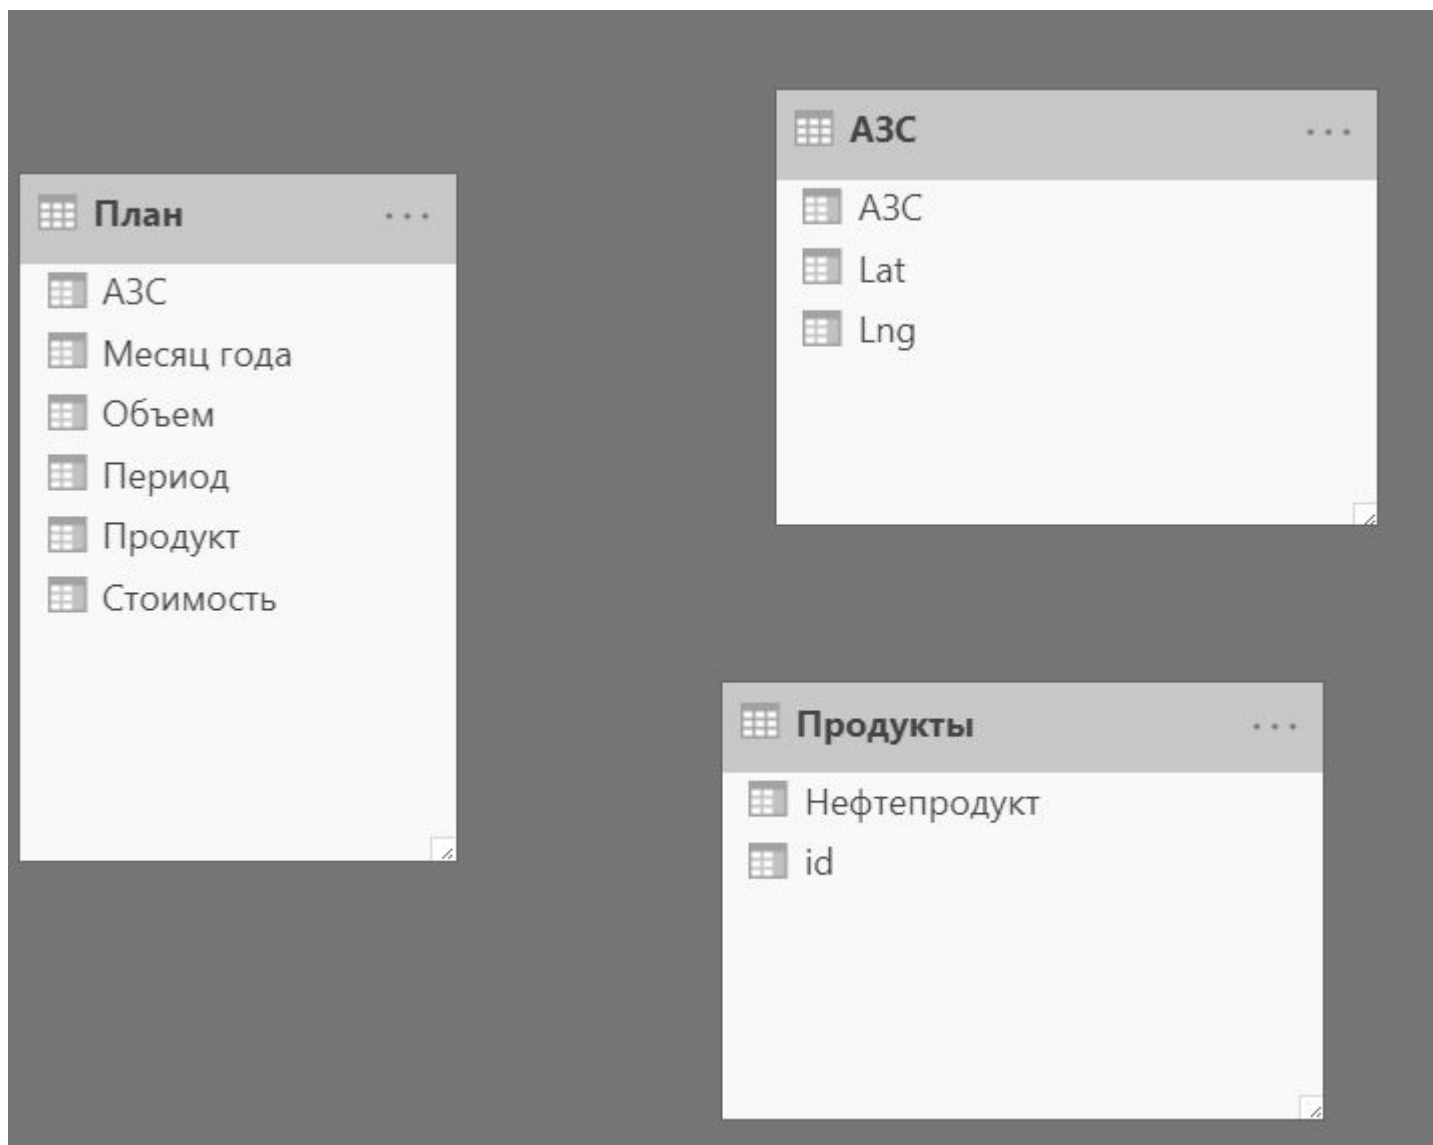 План
АЗС
Месяц года
Объем
Период
Продукт
Стоимость
АЗС
АЗС
Lat
Lng
Продукты
Нефтепродукт
id